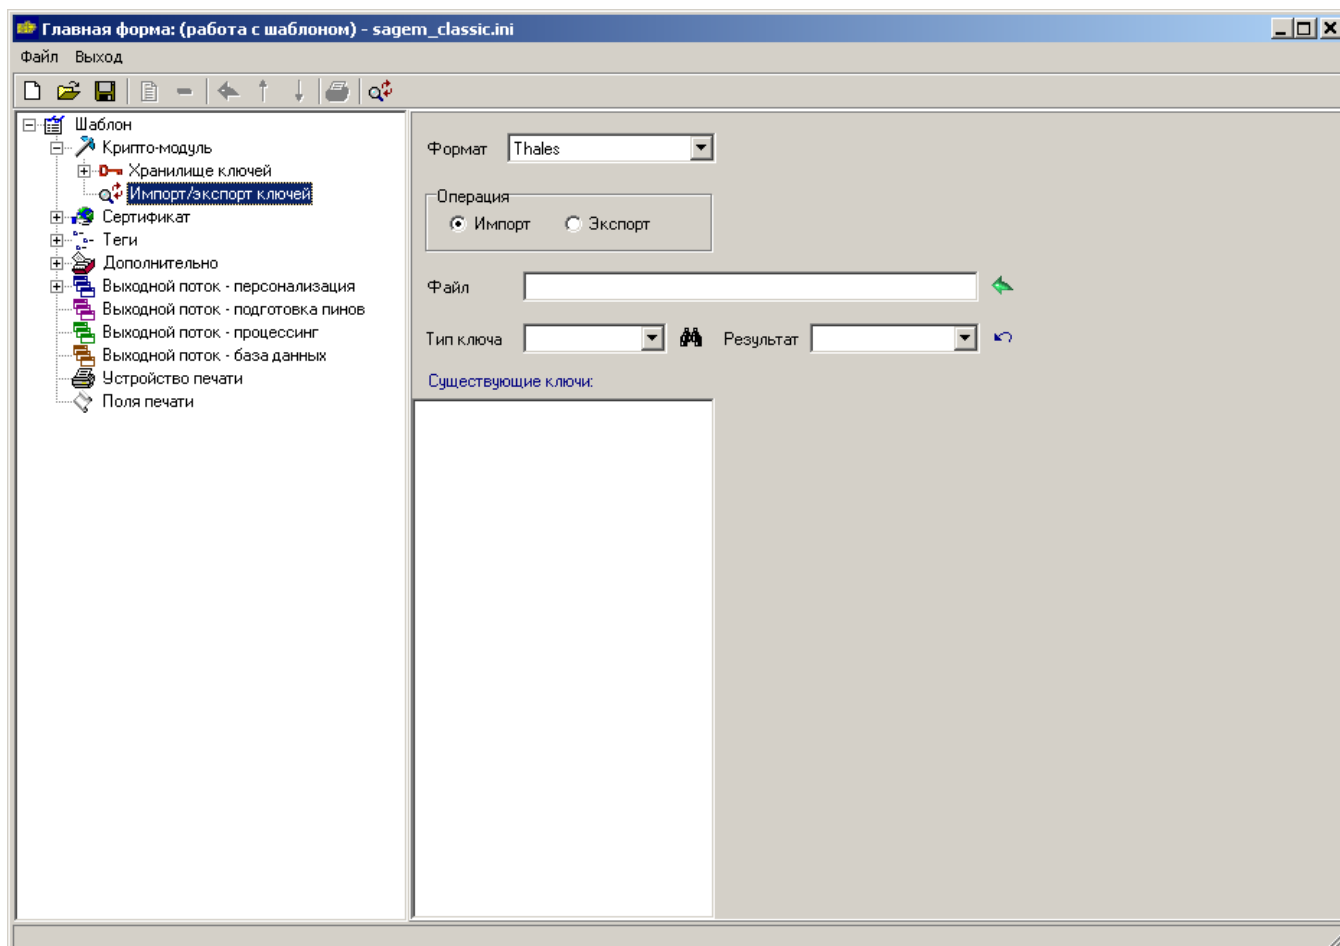 Главная форма: (работа с шаблоном) - sagem_classic.ini
Файл Выход
Шаблон
Крипто-модуль
Хранилище ключей
Импорт/экспорт ключей
Сертификат
Теги
Дополнительно
Выходной поток - персонализация
Выходной поток - подготовка пинов
Выходной поток - процессинг
Выходной поток - база данных
Устройство печати
Поля печати
Формат Thales
Операция
Импорт Экспорт
Файл
Тип ключа Результат
Существующие ключи: